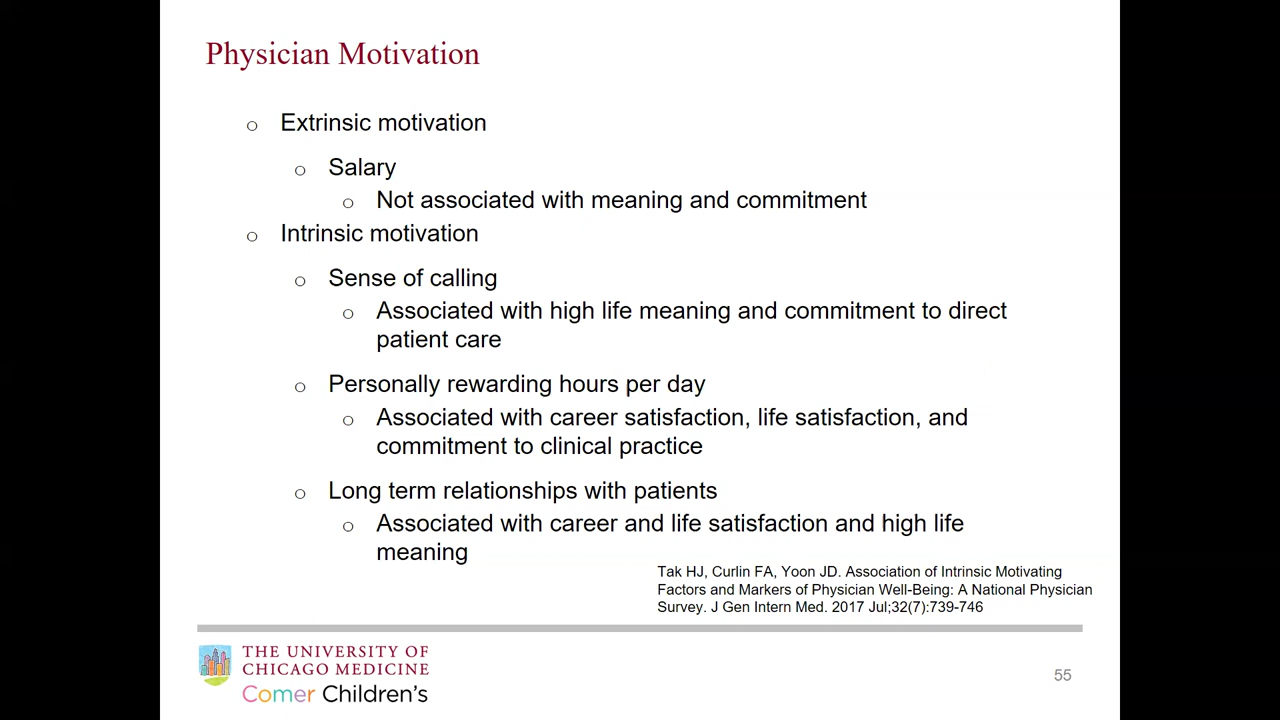 Physician Motivation
o Extrinsic motivation
o Salary
o Not associated with meaning and commitment
o Intrinsic motivation
o Sense of calling
o Associated with high life meaning and commitment to direct
patient care
o Personally rewarding hours per day
o Associated with career satisfaction, life satisfaction, and
commitment to clinical practice
o Long term relationships with patients
o Associated with career and life satisfaction and high life
meaning
Tak HJ, Curlin FA, Yoon JD. Association of Intrinsic Motivating
Factors and Markers of Physician Well-Being: A National Physician
Survey. J Gen Intern Med. 2017 Jul;32(7):739-746
THE UNIVERSITY OF
CHICAGO MEDICINE
Comer Children's
55